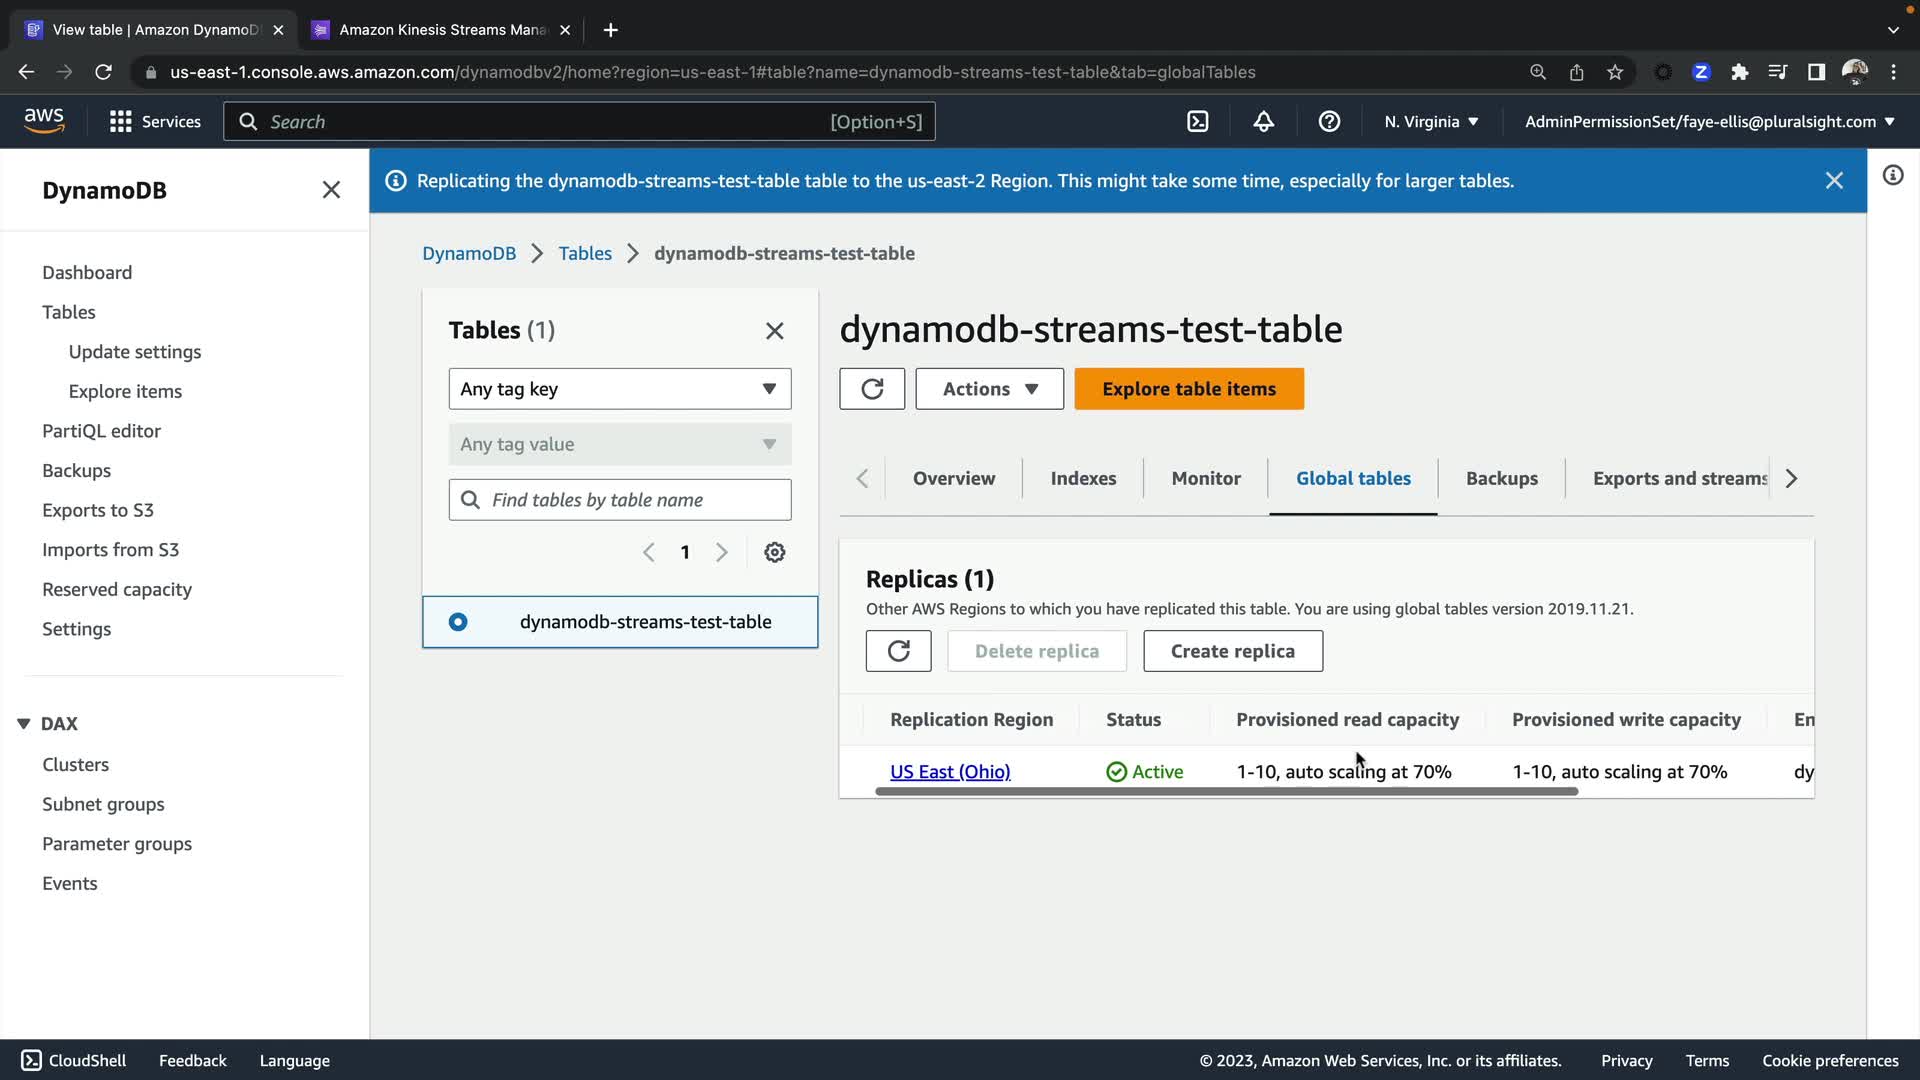 View table | Amazon DynamoD
Amazon Kinesis Streams Mana
us-east-1.console.aws.amazon.com/dynamodbv2/home?region=us-east-1#table?name=dynamodb-streams-test-table&tab=globalTables
Z
aws
Services
Search
[Option+S]
N. Virginia
AdminPermissionSet/faye-ellis@pluralsight.com
DynamoDB
Dashboard
Tables
Update settings
Explore items
PartiQL editor
Backups
Exports to S3
Imports from S3
Reserved capacity
Settings
DAX
Clusters
Subnet groups
Parameter groups
Events
Replicating the dynamodb-streams-test-table table to the us-east-2 Region. This might take some time, especially for larger tables.
DynamoDB
Tables
dynamodb-streams-test-table
Tables (1)
Any tag key
Any tag value
Find tables by table name
1
dynamodb-streams-test-table
dynamodb-streams-test-table
Actions
Explore table items
Overview
Indexes
Monitor
Global tables
Backups
Exports and streams
Replicas (1)
Other AWS Regions to which you have replicated this table. You are using global tables version 2019.11.21.
Delete replica
Create replica
Replication Region
Status
Provisioned read capacity
Provisioned write capacity
En
US East (Ohio)
Active
1-10, auto scaling at 70%
1-10, auto scaling at 70%
dy
CloudShell
Feedback
Language
© 2023, Amazon Web Services, Inc. or its affiliates.
Privacy
Terms
Cookie preferences